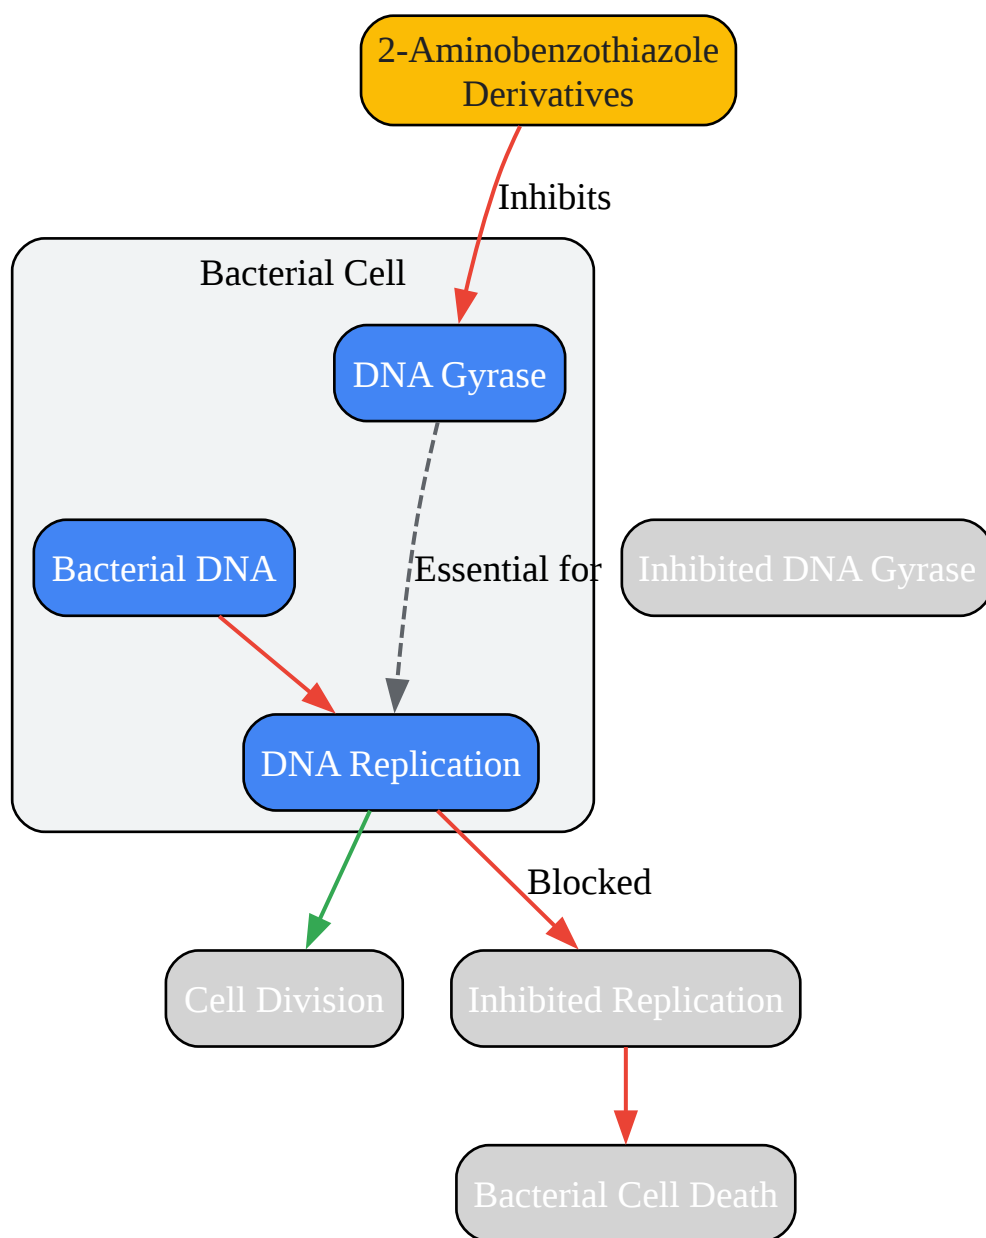 2-Aminobenzothiazole
Derivatives
Inhibits
Bacterial Cell
DNA Gyrase
Bacterial DNA
Essential for
Inhibited DNA Gyrase
DNA Replication
Blocked
Cell Division
Inhibited Replication
Bacterial Cell Death